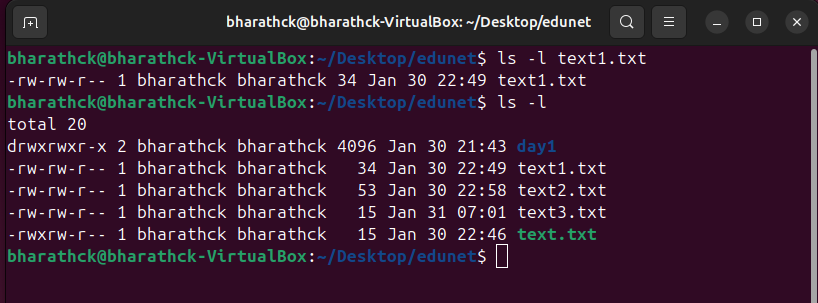 bharathck@bharathck-VirtualBox: ~/Desktop/edunet
bharathck@bharathck-VirtualBox:~/Desktop/edunet$ ls -l text1.txt
-rw-rw-r-- 1 bharathck bharathck 34 Jan 30 22:49 text1.txt
bharathck@bharathck-VirtualBox:~/Desktop/edunet$ ls -l
total 20
drwxrwxr-x 2 bharathck bharathck 4096 Jan 30 21:43 day1
-rw-rw-r-- 1 bharathck bharathck   34 Jan 30 22:49 text1.txt
-rw-rw-r-- 1 bharathck bharathck   53 Jan 30 22:58 text2.txt
-rw-rw-r-- 1 bharathck bharathck   15 Jan 31 07:01 text3.txt
-rwxrw-r-- 1 bharathck bharathck   15 Jan 30 22:46 text.txt
bharathck@bharathck-VirtualBox:~/Desktop/edunet$